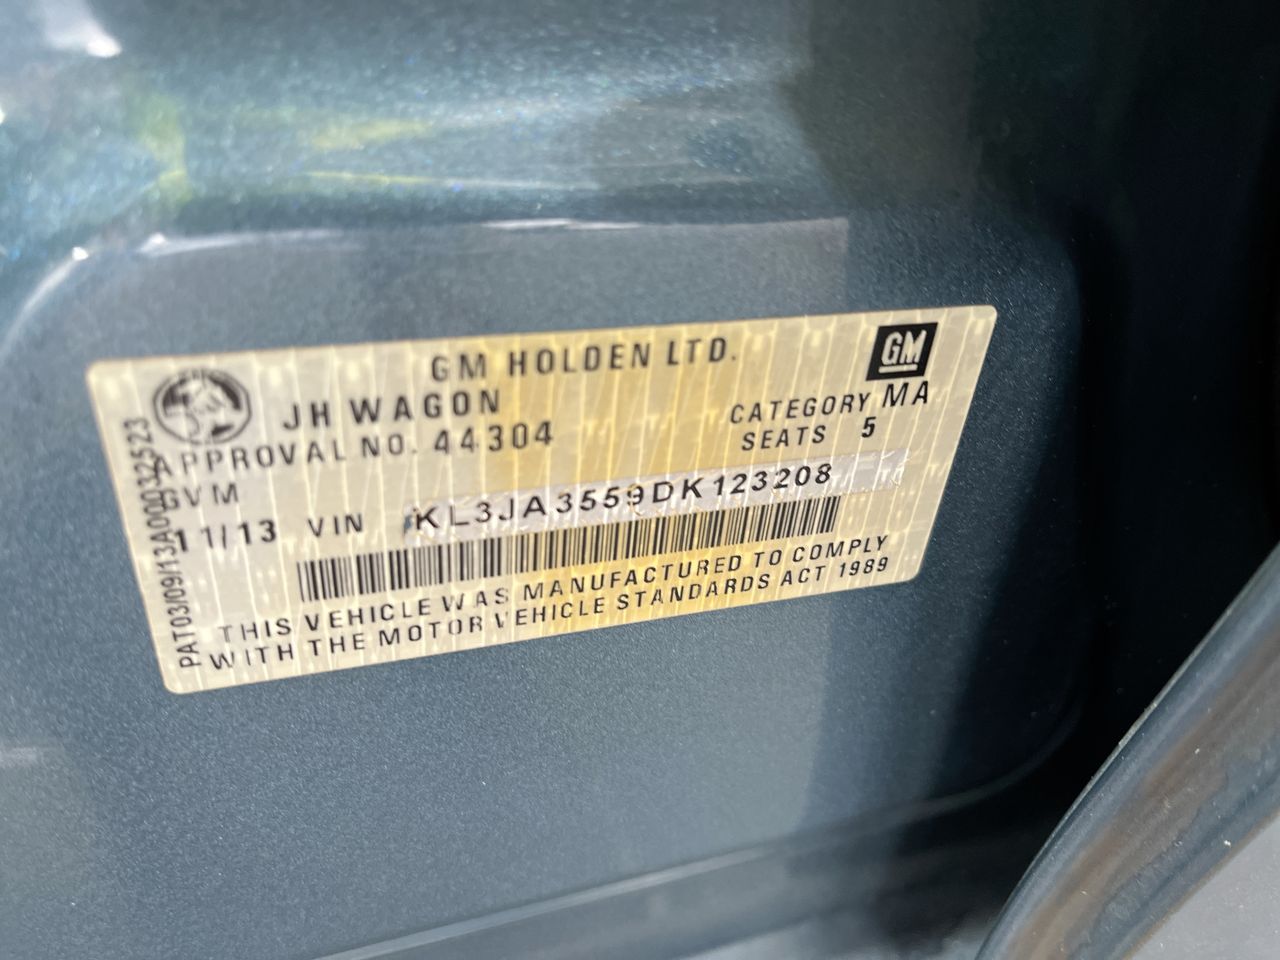 GM HOLDEN LTD.
GM
JH WAGON
CATEGORY MA
APPROVAL NO. 44304
SEATS 5
GVM
11/13 VIN KL3JA3559DK123208
THIS VEHICLE WAS MANUFACTURED TO COMPLY
WITH THE MOTOR VEHICLE STANDARDS ACT 1989
PAT03/09/13A000332523